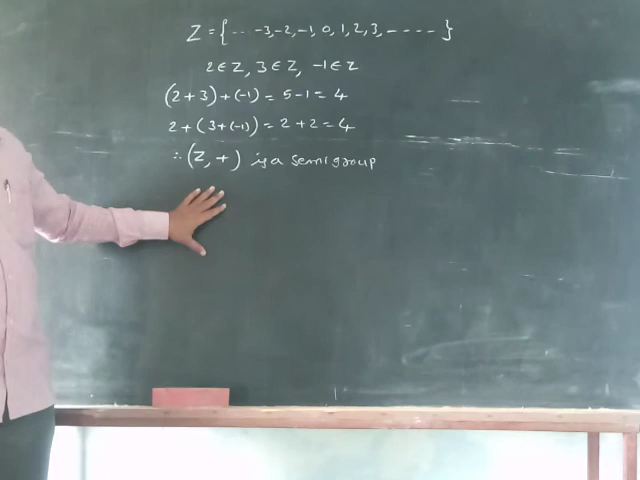 Z = { .. -3, -2, -1, 0, 1, 2, 3, - - - - - }
2 ∈ Z, 3 ∈ Z, -1 ∈ Z
(2 + 3) + (-1) = 5 - 1 = 4
2 + (3 + (-1)) = 2 + 2 = 4
∴ (Z, +) is a semi group